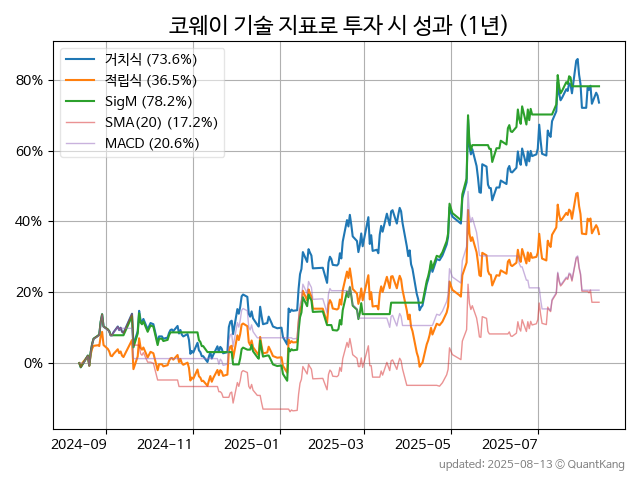 코웨이 기술 지표로 투자 시 성과 (1년)
거치식 (73.6%)
적립식 (36.5%)
SigM (78.2%)
SMA(20) (17.2%)
MACD (20.6%)
80%
60%
40%
20%
0%
2024-09 2024-11 2025-01 2025-03 2025-05 2025-07
updated: 2025-08-13 © QuantKang